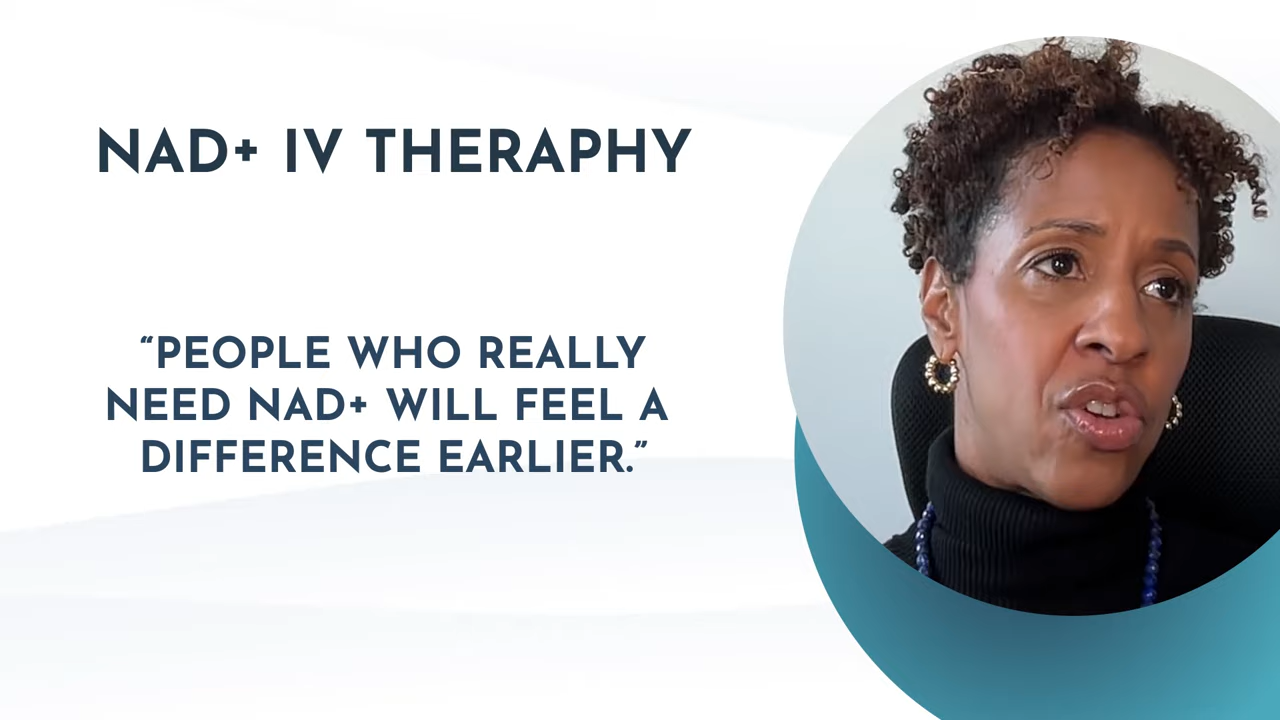 NAD+ IV THERAPHY
“PEOPLE WHO REALLY
NEED NAD+ WILL FEEL A
DIFFERENCE EARLIER.”